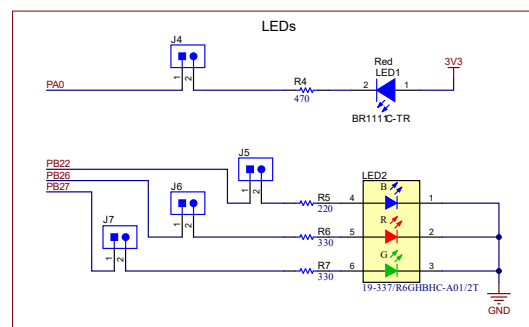 LEDs
J4
1
2
PA0
R4
470
Red
LED1
2
1
BR1111C-TR
3V3
PB22
PB26
PB27
J5
1
2
J6
1
2
J7
1
2
R5
220
R6
330
R7
330
LED2
B
4
1
R
5
2
G
6
3
19-337/R6GHBHC-A01/2T
GND